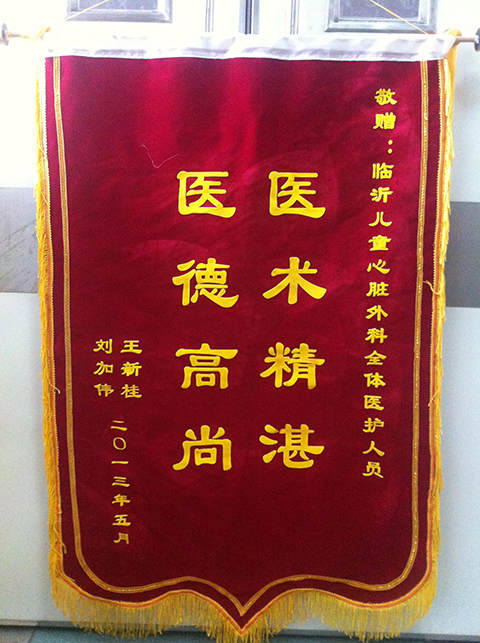 敬赠：临沂儿童心脏外科全体医护人员
医术精湛
医德高尚
王新桂
刘加伟
二〇一三年五月